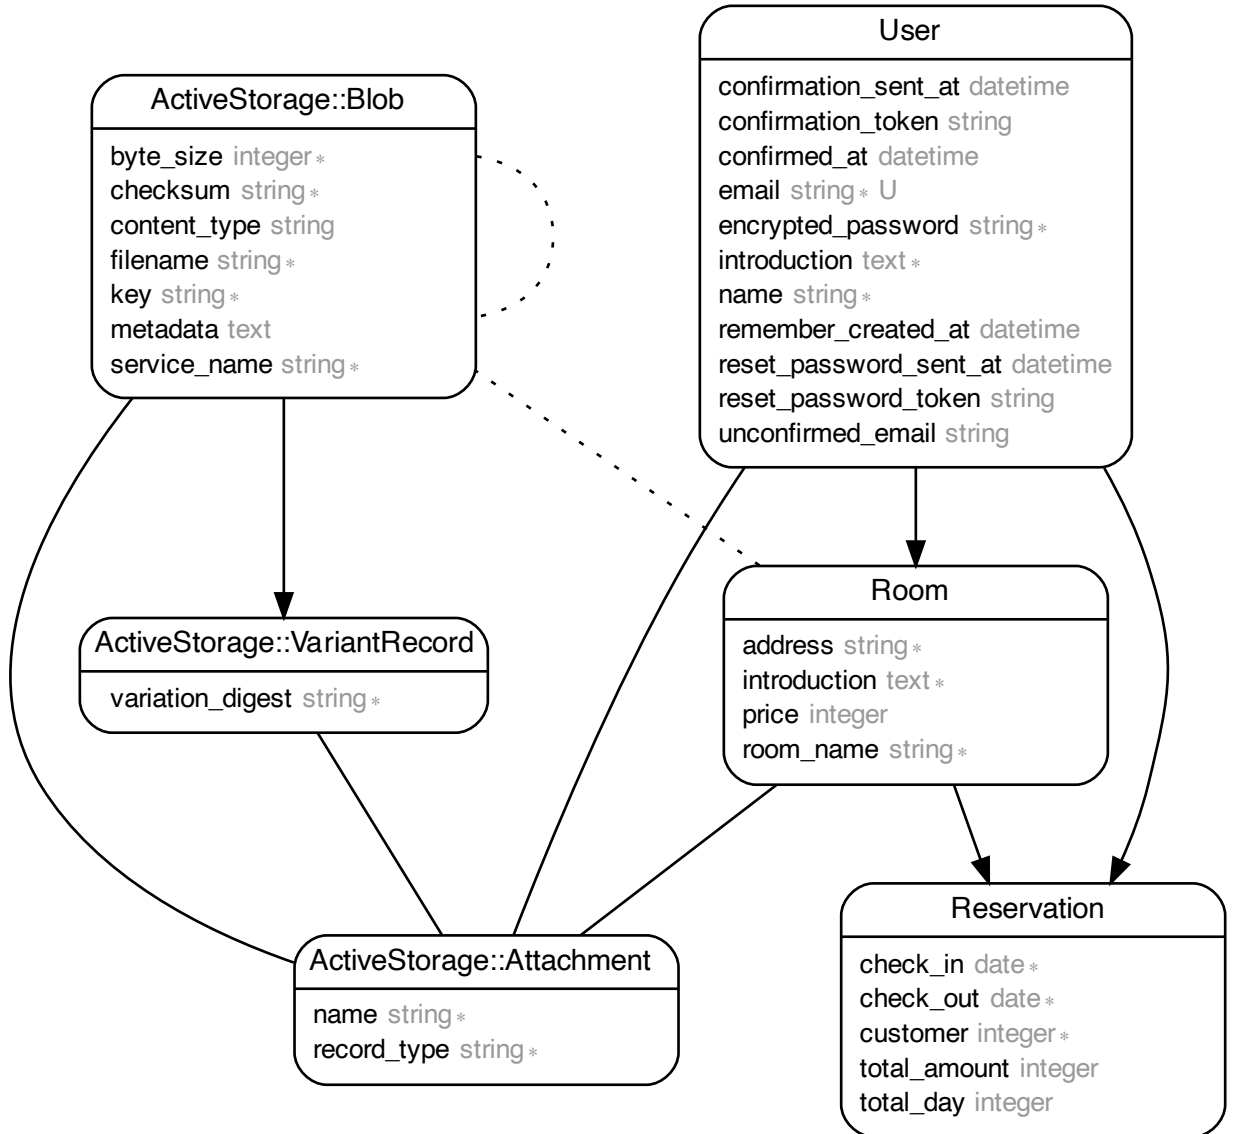 User
confirmation_sent_at datetime
confirmation_token string
confirmed_at datetime
email string∗ U
encrypted_password string∗
introduction text∗
name string∗
remember_created_at datetime
reset_password_sent_at datetime
reset_password_token string
unconfirmed_email string
ActiveStorage::Blob
byte_size integer∗
checksum string∗
content_type string
filename string∗
key string∗
metadata text
service_name string∗
Room
address string∗
introduction text∗
price integer
room_name string∗
ActiveStorage::VariantRecord
variation_digest string∗
Reservation
check_in date∗
check_out date∗
customer integer∗
total_amount integer
total_day integer
ActiveStorage::Attachment
name string∗
record_type string∗